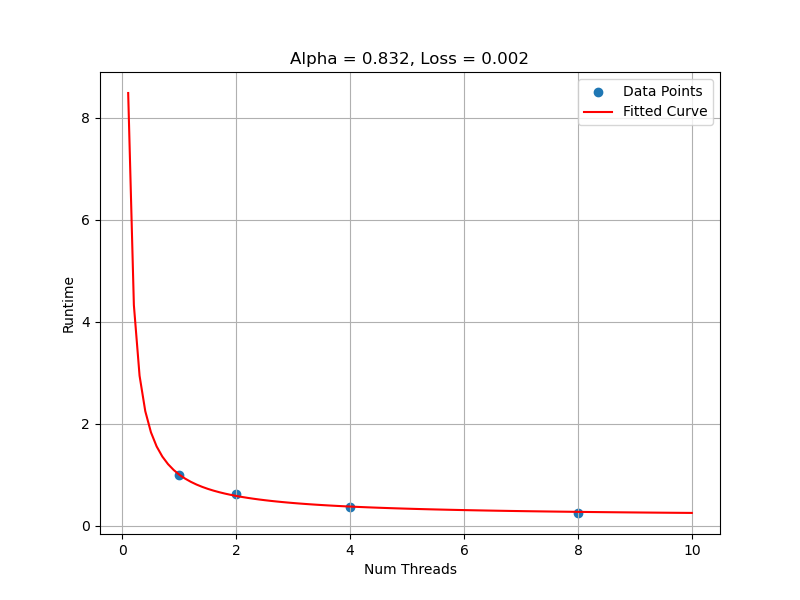 Alpha = 0.832, Loss = 0.002
Data Points
Fitted Curve
8
6
4
2
0
Runtime
0 2 4 6 8 10
Num Threads